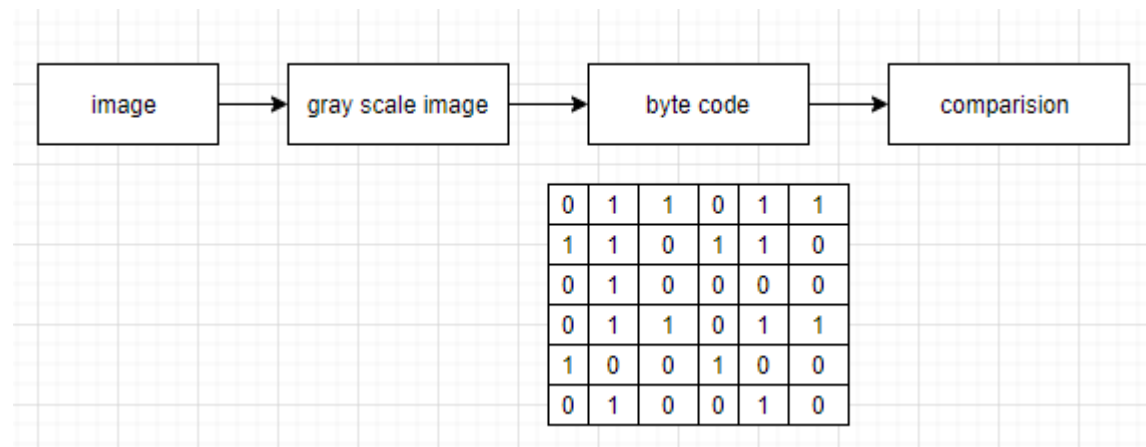 image gray scale image byte code comparision
0 1 1 0 1 1
1 1 0 1 1 0
0 1 0 0 0 0
0 1 1 0 1 1
1 0 0 1 0 0
0 1 0 0 1 0